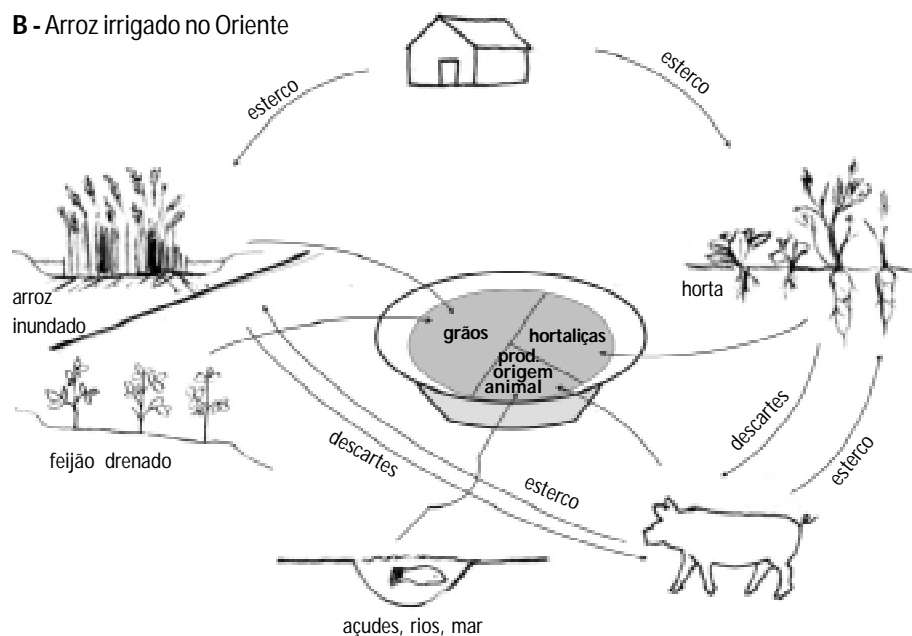 B - Arroz irrigado no Oriente
esterco
esterco
arroz
inundado
horta
grãos
hortaliças
prod.
origem
animal
feijão drenado
descartes
esterco
descartes
esterco
açudes, rios, mar